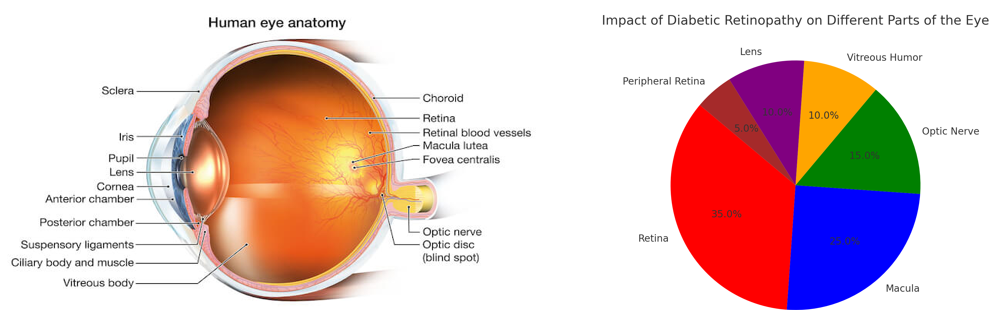 Human eye anatomy
Sclera
Iris
Pupil
Lens
Cornea
Anterior chamber
Posterior chamber
Suspensory ligaments
Ciliary body and muscle
Vitreous body
Choroid
Retina
Retinal blood vessels
Macula lutea
Fovea centralis
Optic nerve
Optic disc
(blind spot)
Impact of Diabetic Retinopathy on Different Parts of the Eye
Lens
Vitreous Humor
Peripheral Retina
10.0%
5.0%
Optic Nerve
15.0%
35.0%
Retina
25.0%
Macula